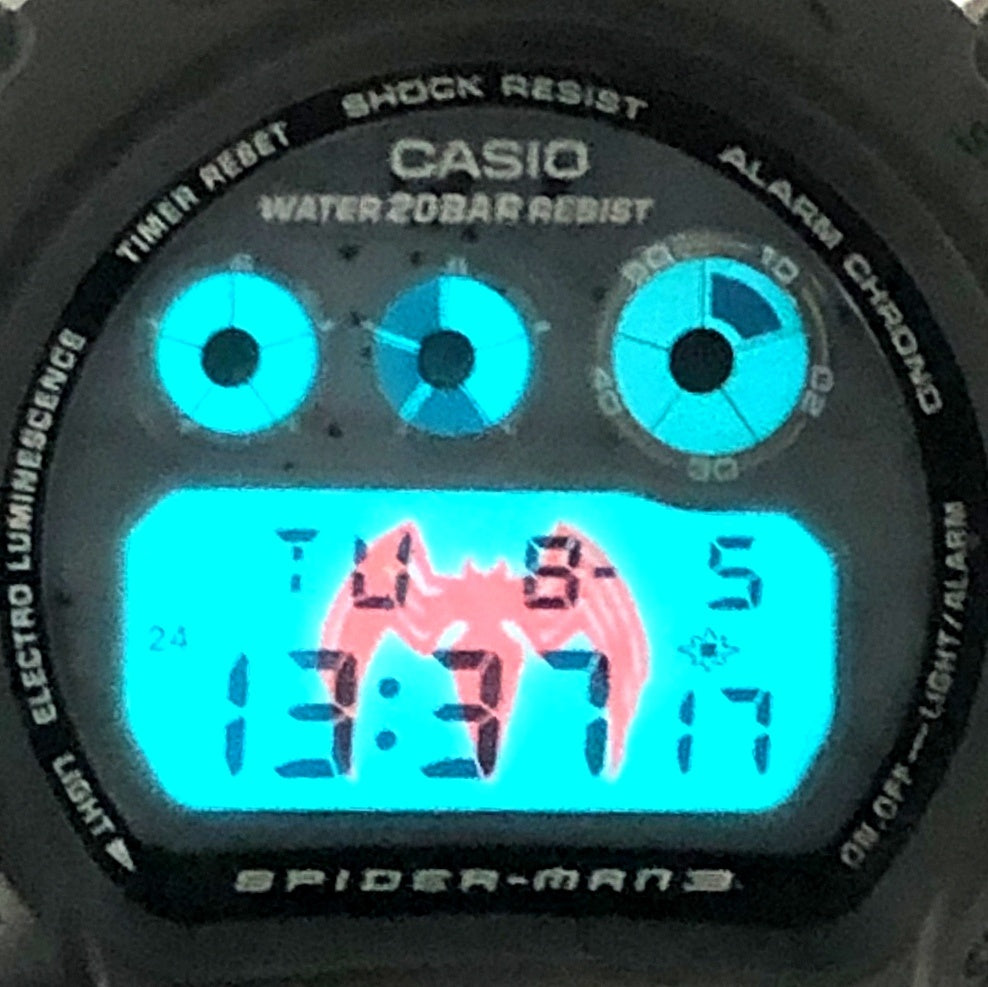 SHOCK RESIST
TIMER RESET
ALARM CHRONO
CASIO
WATER 20BAR RESIST
10
20
30
40
ELECTRO LUMINESCENCE
TU 8- 5
24
13:37 17
LIGHT
ON.OFF—LIGHT/ALARM
SPIDER-MAN 3